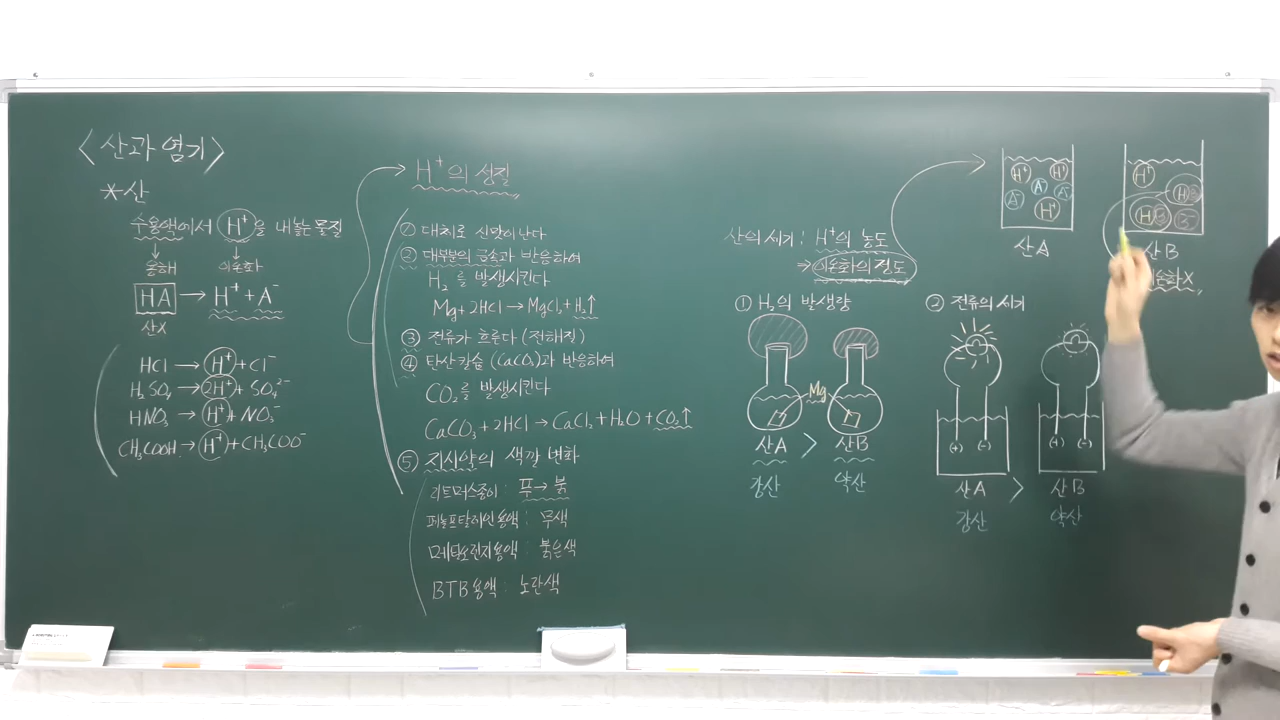 <산과 염기>
*산
수용액에서 H⁺을 내놓는 물질
↓ ↓
용해 이온화
HA → H⁺ + A⁻
산X
HCl → H⁺ + Cl⁻
H₂SO₄ → 2H⁺ + SO₄²⁻
HNO₃ → H⁺ + NO₃⁻
CH₃COOH → H⁺ + CH₃COO⁻
H⁺의 성질
① 대체로 신맛이 난다
② 대부분의 금속과 반응하여
H₂를 발생시킨다
Mg + 2HCl → MgCl₂ + H₂↑
③ 전류가 흐른다 (전해질)
④ 탄산칼슘 (CaCO₃)과 반응하여
CO₂를 발생시킨다
CaCO₃ + 2HCl → CaCl₂ + H₂O + CO₂↑
⑤ 지시약의 색깔 변화
리트머스종이 : 푸 → 붉
페놀프탈레인용액 : 무색
메틸오렌지용액 : 붉은색
BTB용액 : 노란색
산의 세기 : H⁺의 농도
⇒ 이온화의 정도
① H₂의 발생량
Mg
산A > 산B
강산 약산
② 전류의 세기
(+) (-) (+) (-)
산A > 산B
강산 약산
H⁺ H⁺
A⁻ A⁻ A⁻
H⁺
산A
H⁺
산B